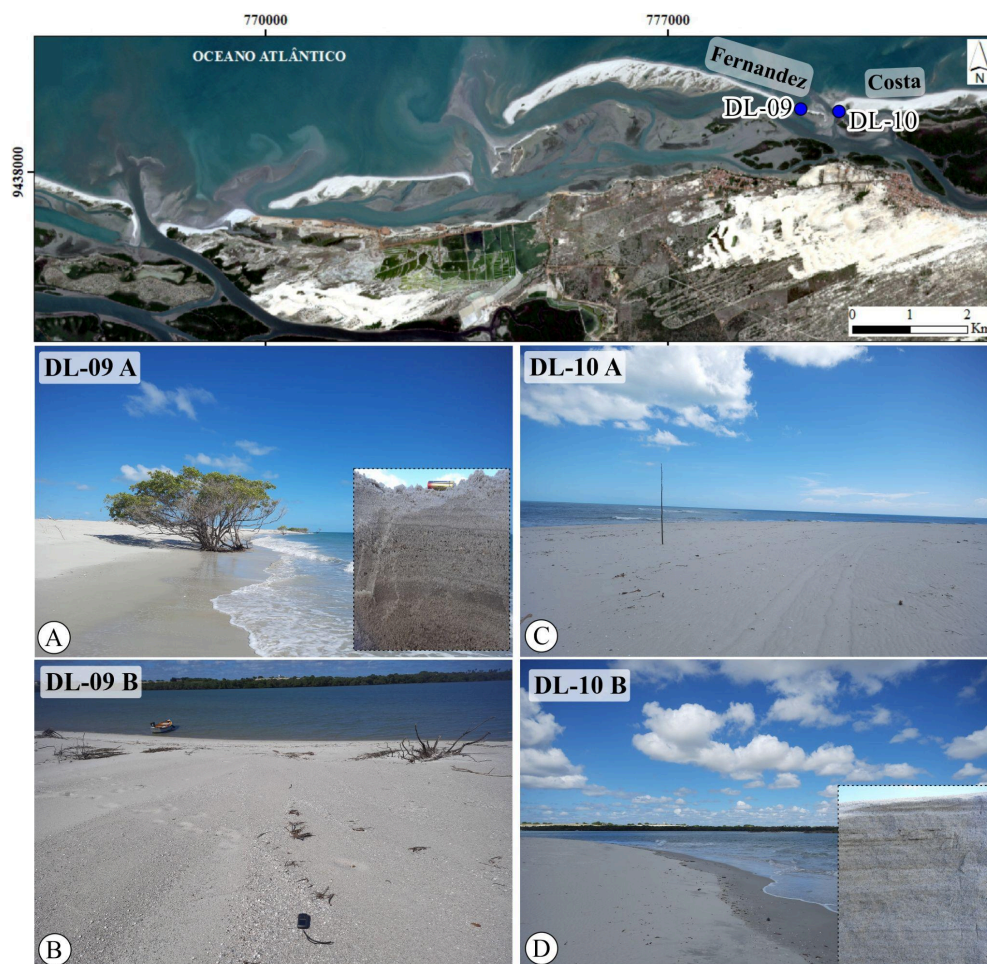 770000
777000
9438000
OCEANO ATLÂNTICO
Fernandez
Costa
DL-09
DL-10
N
0 1 2
Km
DL-09 A
A
DL-10 A
C
DL-09 B
B
DL-10 B
D